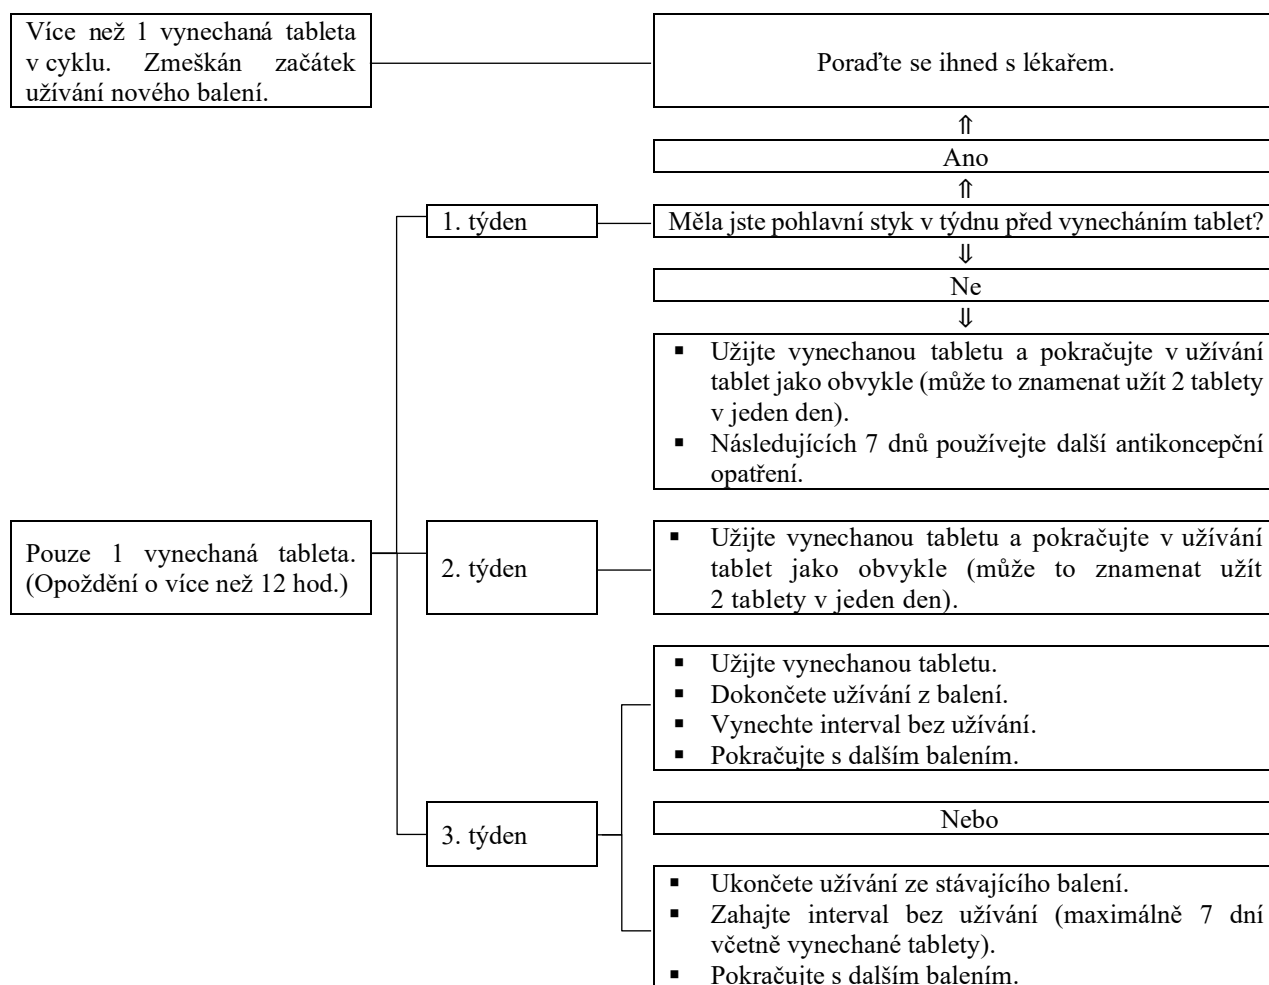 Více než 1 vynechaná tableta
v cyklu. Zmeškán začátek
užívání nového balení.
Poraďte se ihned s lékařem.
⇑
Ano
⇑
1. týden
Měla jste pohlavní styk v týdnu před vynecháním tablet?
⇓
Ne
⇓
▪ Užijte vynechanou tabletu a pokračujte v užívání
tablet jako obvykle (může to znamenat užít 2 tablety
v jeden den).
▪ Následujících 7 dnů používejte další antikoncepční
opatření.
Pouze 1 vynechaná tableta.
(Opoždění o více než 12 hod.)
2. týden
▪ Užijte vynechanou tabletu a pokračujte v užívání
tablet jako obvykle (může to znamenat užít
2 tablety v jeden den).
▪ Užijte vynechanou tabletu.
▪ Dokončete užívání z balení.
▪ Vynechte interval bez užívání.
▪ Pokračujte s dalším balením.
3. týden
Nebo
▪ Ukončete užívání ze stávajícího balení.
▪ Zahajte interval bez užívání (maximálně 7 dní
včetně vynechané tablety).
▪ Pokračujte s dalším balením.